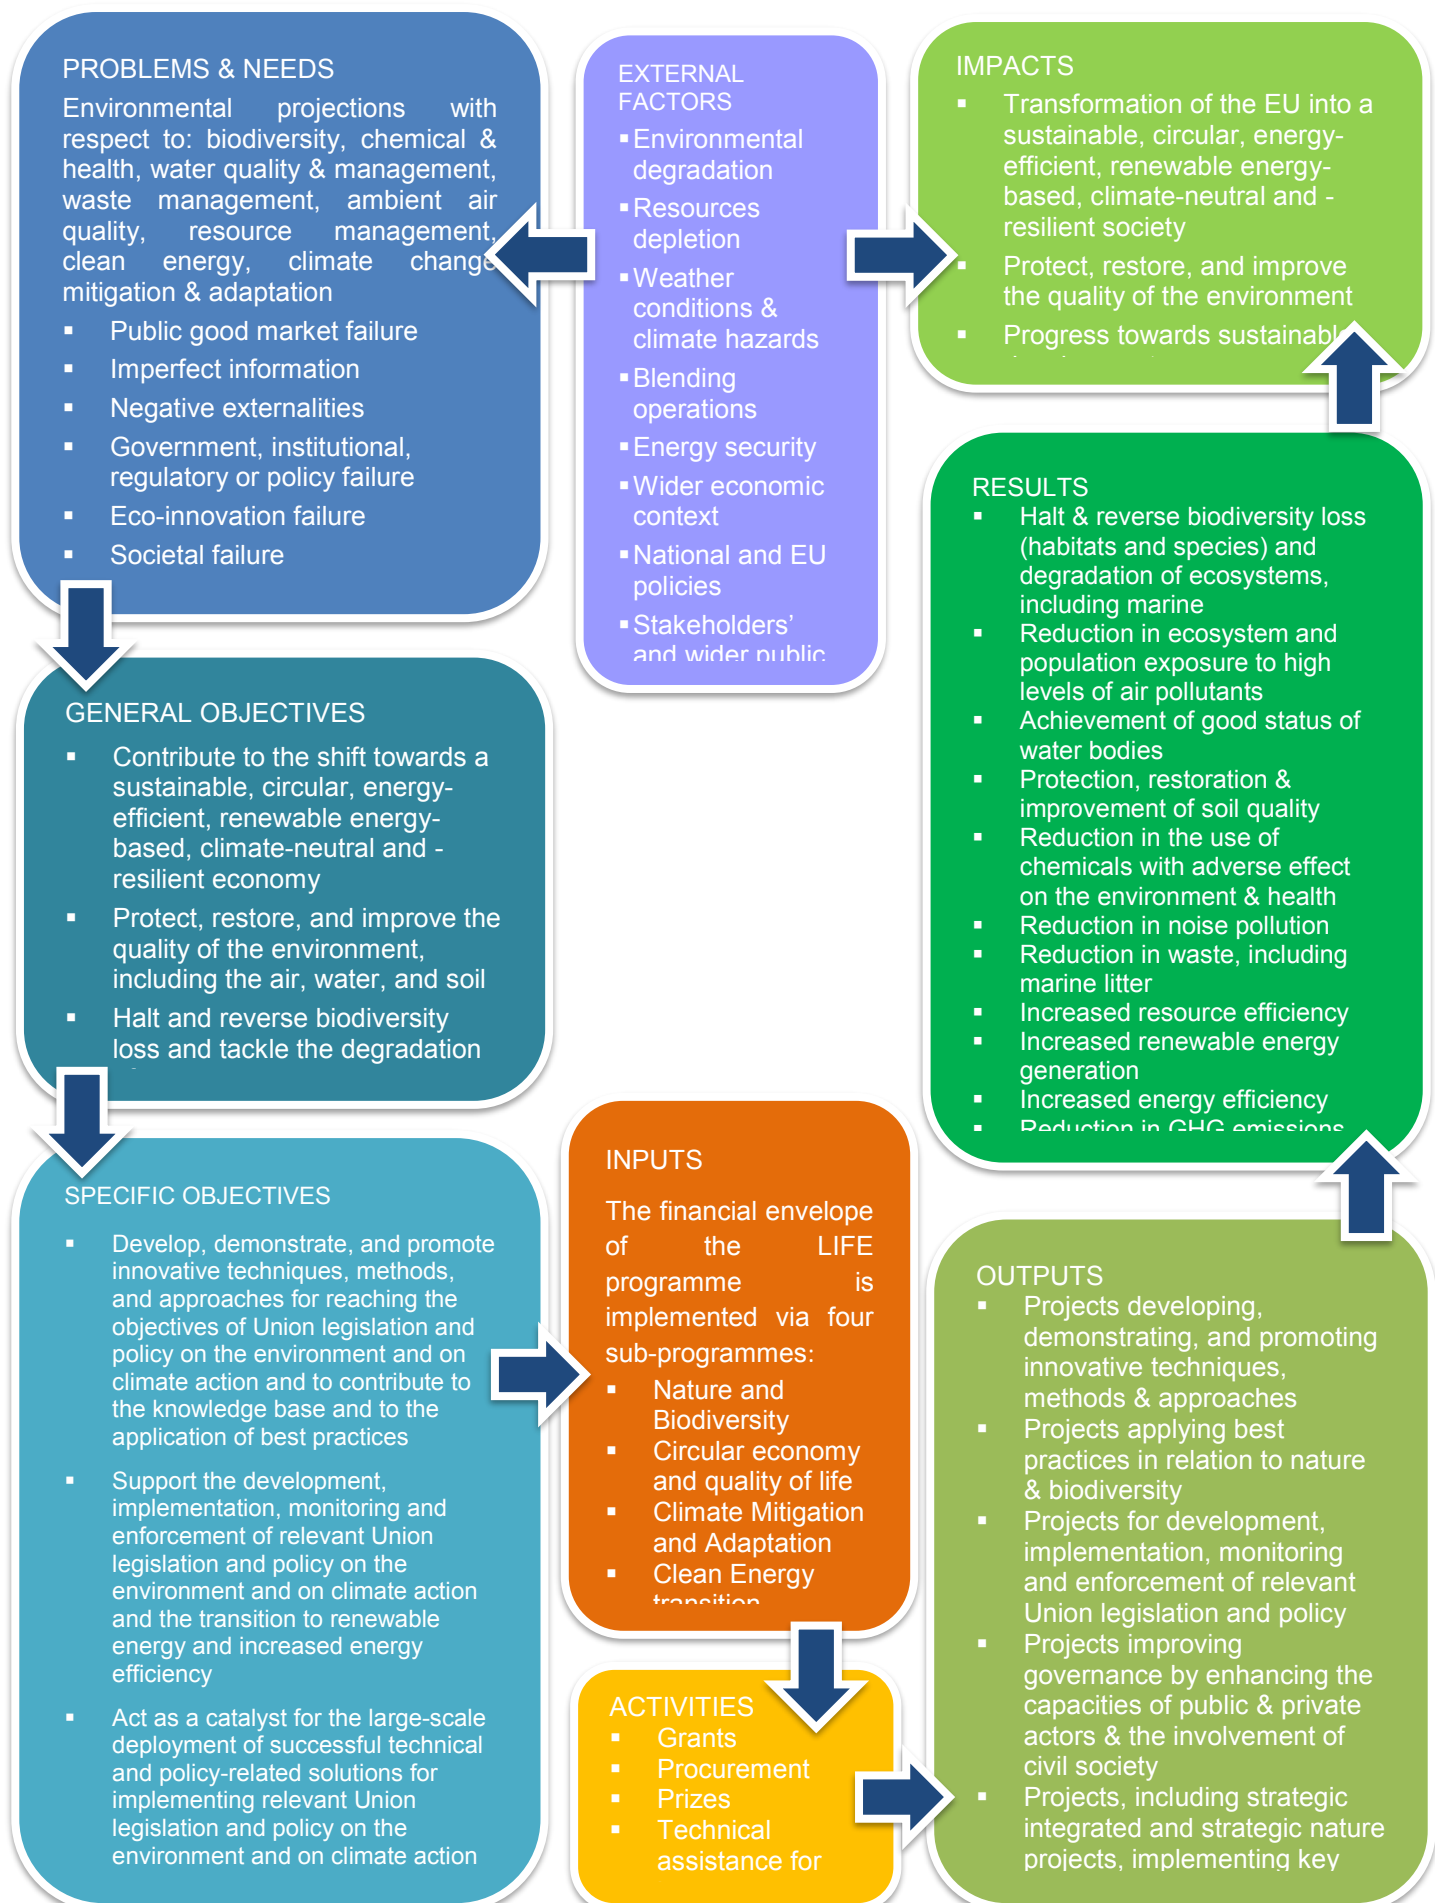 PROBLEMS & NEEDS
Environmental projections with
respect to: biodiversity, chemical &
health, water quality & management,
waste management, ambient air
quality, resource management,
clean energy, climate change
mitigation & adaptation
▪ Public good market failure
▪ Imperfect information
▪ Negative externalities
▪ Government, institutional,
regulatory or policy failure
▪ Eco-innovation failure
▪ Societal failure
EXTERNAL
FACTORS
▪ Environmental
degradation
▪ Resources
depletion
▪ Weather
conditions &
climate hazards
▪ Blending
operations
▪ Energy security
▪ Wider economic
context
▪ National and EU
policies
▪ Stakeholders'
and wider public
IMPACTS
▪ Transformation of the EU into a
sustainable, circular, energy-
efficient, renewable energy-
based, climate-neutral and -
resilient society
▪ Protect, restore, and improve
the quality of the environment
▪ Progress towards sustainable
GENERAL OBJECTIVES
▪ Contribute to the shift towards a
sustainable, circular, energy-
efficient, renewable energy-
based, climate-neutral and -
resilient economy
▪ Protect, restore, and improve the
quality of the environment,
including the air, water, and soil
▪ Halt and reverse biodiversity
loss and tackle the degradation
SPECIFIC OBJECTIVES
▪ Develop, demonstrate, and promote
innovative techniques, methods,
and approaches for reaching the
objectives of Union legislation and
policy on the environment and on
climate action and to contribute to
the knowledge base and to the
application of best practices
▪ Support the development,
implementation, monitoring and
enforcement of relevant Union
legislation and policy on the
environment and on climate action
and the transition to renewable
energy and increased energy
efficiency
▪ Act as a catalyst for the large-scale
deployment of successful technical
and policy-related solutions for
implementing relevant Union
legislation and policy on the
environment and on climate action
INPUTS
The financial envelope
of the LIFE
programme is
implemented via four
sub-programmes:
▪ Nature and
Biodiversity
▪ Circular economy
and quality of life
▪ Climate Mitigation
and Adaptation
▪ Clean Energy
transition
ACTIVITIES
▪ Grants
▪ Procurement
▪ Prizes
▪ Technical
assistance for
OUTPUTS
▪ Projects developing,
demonstrating, and promoting
innovative techniques,
methods & approaches
▪ Projects applying best
practices in relation to nature
& biodiversity
▪ Projects for development,
implementation, monitoring
and enforcement of relevant
Union legislation and policy
▪ Projects improving
governance by enhancing the
capacities of public & private
actors & the involvement of
civil society
▪ Projects, including strategic
integrated and strategic nature
projects, implementing key
RESULTS
▪ Halt & reverse biodiversity loss
(habitats and species) and
degradation of ecosystems,
including marine
▪ Reduction in ecosystem and
population exposure to high
levels of air pollutants
▪ Achievement of good status of
water bodies
▪ Protection, restoration &
improvement of soil quality
▪ Reduction in the use of
chemicals with adverse effect
on the environment & health
▪ Reduction in noise pollution
▪ Reduction in waste, including
marine litter
▪ Increased resource efficiency
▪ Increased renewable energy
generation
▪ Increased energy efficiency
▪ Reduction in GHG emissions